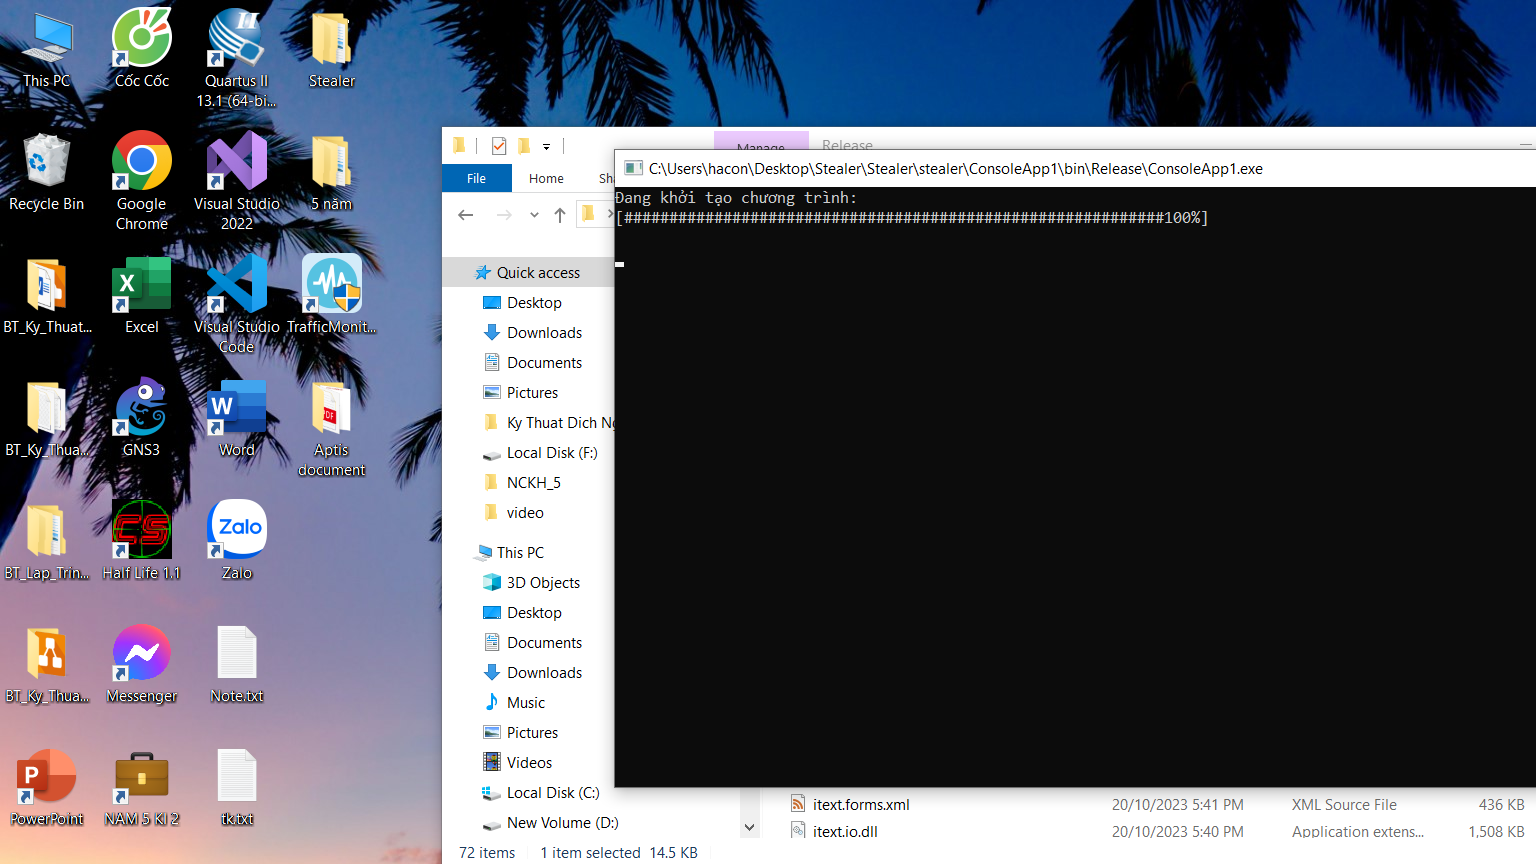 This PC
Cốc Cốc
Quartus II
13.1 (64-bi...
Stealer
Recycle Bin
Google
Chrome
Visual Studio
2022
5 năm
BT_Ky_Thuat...
Excel
Visual Studio
Code
TrafficMonit...
BT_Ky_Thua...
GNS3
Word
Aptis
document
BT_Lap_Trin...
Half Life 1.1
Zalo
BT_Ky_Thua...
Messenger
Note.txt
PowerPoint
NAM 5 KI 2
tk.txt
Manage
Release
File
Home
Quick access
Desktop
Downloads
Documents
Pictures
Ky Thuat Dich
Local Disk (F:)
NCKH_5
video
This PC
3D Objects
Desktop
Documents
Downloads
Music
Pictures
Videos
Local Disk (C:)
New Volume (D:)
72 items
1 item selected 14.5 KB
C:\Users\hacon\Desktop\Stealer\Stealer\stealer\ConsoleApp1\bin\Release\ConsoleApp1.exe
Đang khởi tạo chương trình:
[############################################################100%]
itext.forms.xml 20/10/2023 5:41 PM XML Source File 436 KB
itext.io.dll 20/10/2023 5:40 PM Application extens... 1,508 KB